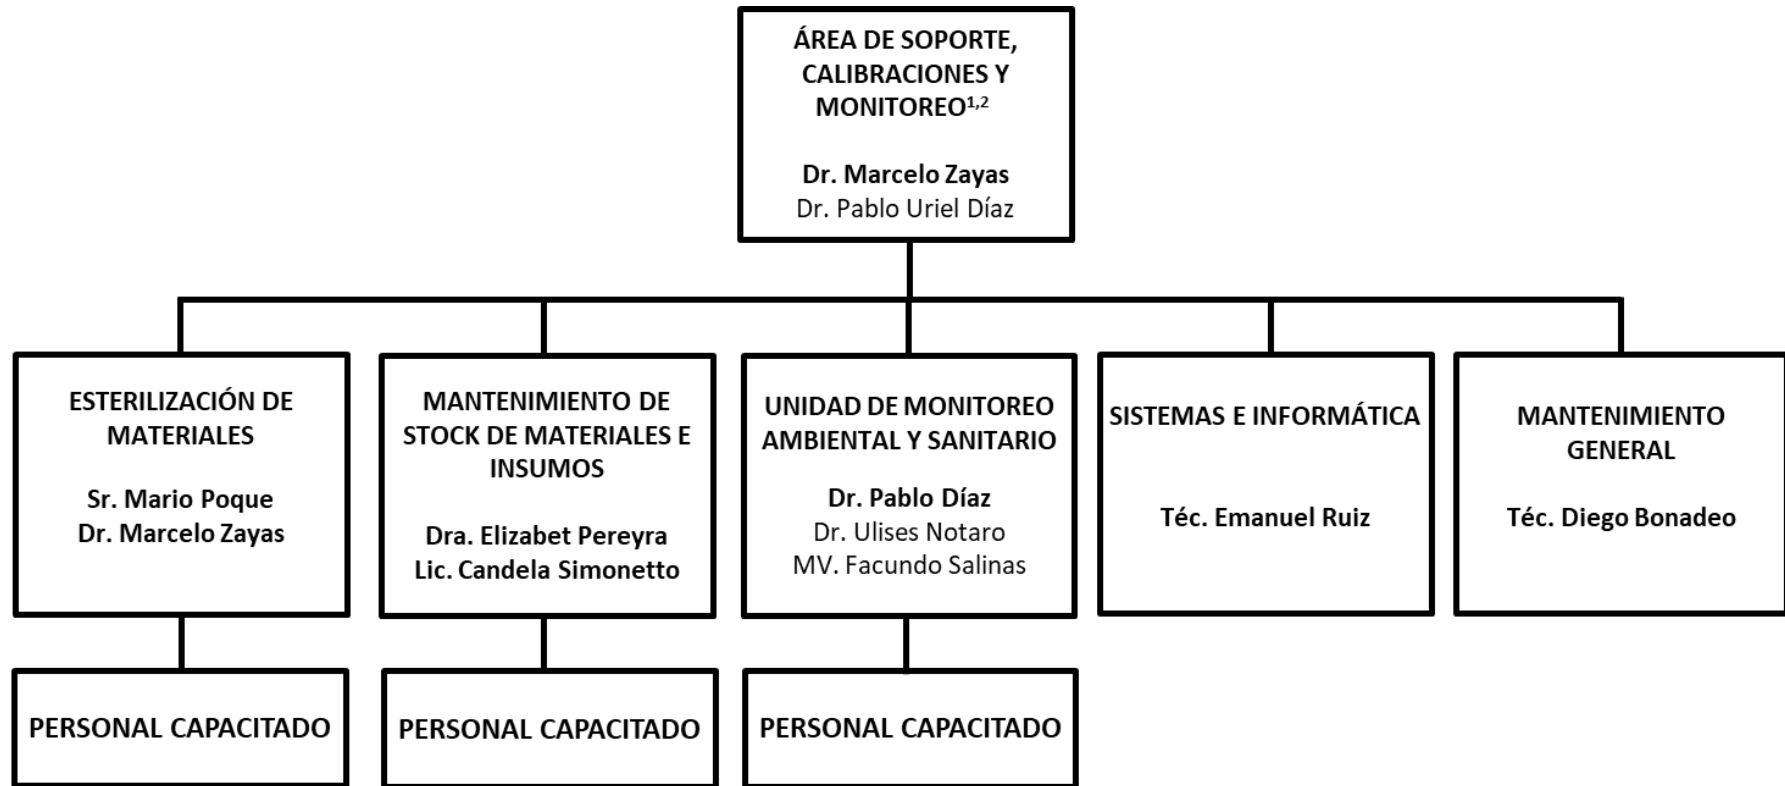 ÁREA DE SOPORTE,
CALIBRACIONES Y
MONITOREO1,2
Dr. Marcelo Zayas
Dr. Pablo Uriel Díaz
ESTERILIZACIÓN DE
MATERIALES
Sr. Mario Poque
Dr. Marcelo Zayas
MANTENIMIENTO DE
STOCK DE MATERIALES E
INSUMOS
Dra. Elizabet Pereyra
Lic. Candela Simonetto
UNIDAD DE MONITOREO
AMBIENTAL Y SANITARIO
Dr. Pablo Díaz
Dr. Ulises Notaro
MV. Facundo Salinas
SISTEMAS E INFORMÁTICA
Téc. Emanuel Ruiz
MANTENIMIENTO
GENERAL
Téc. Diego Bonadeo
PERSONAL CAPACITADO
PERSONAL CAPACITADO
PERSONAL CAPACITADO